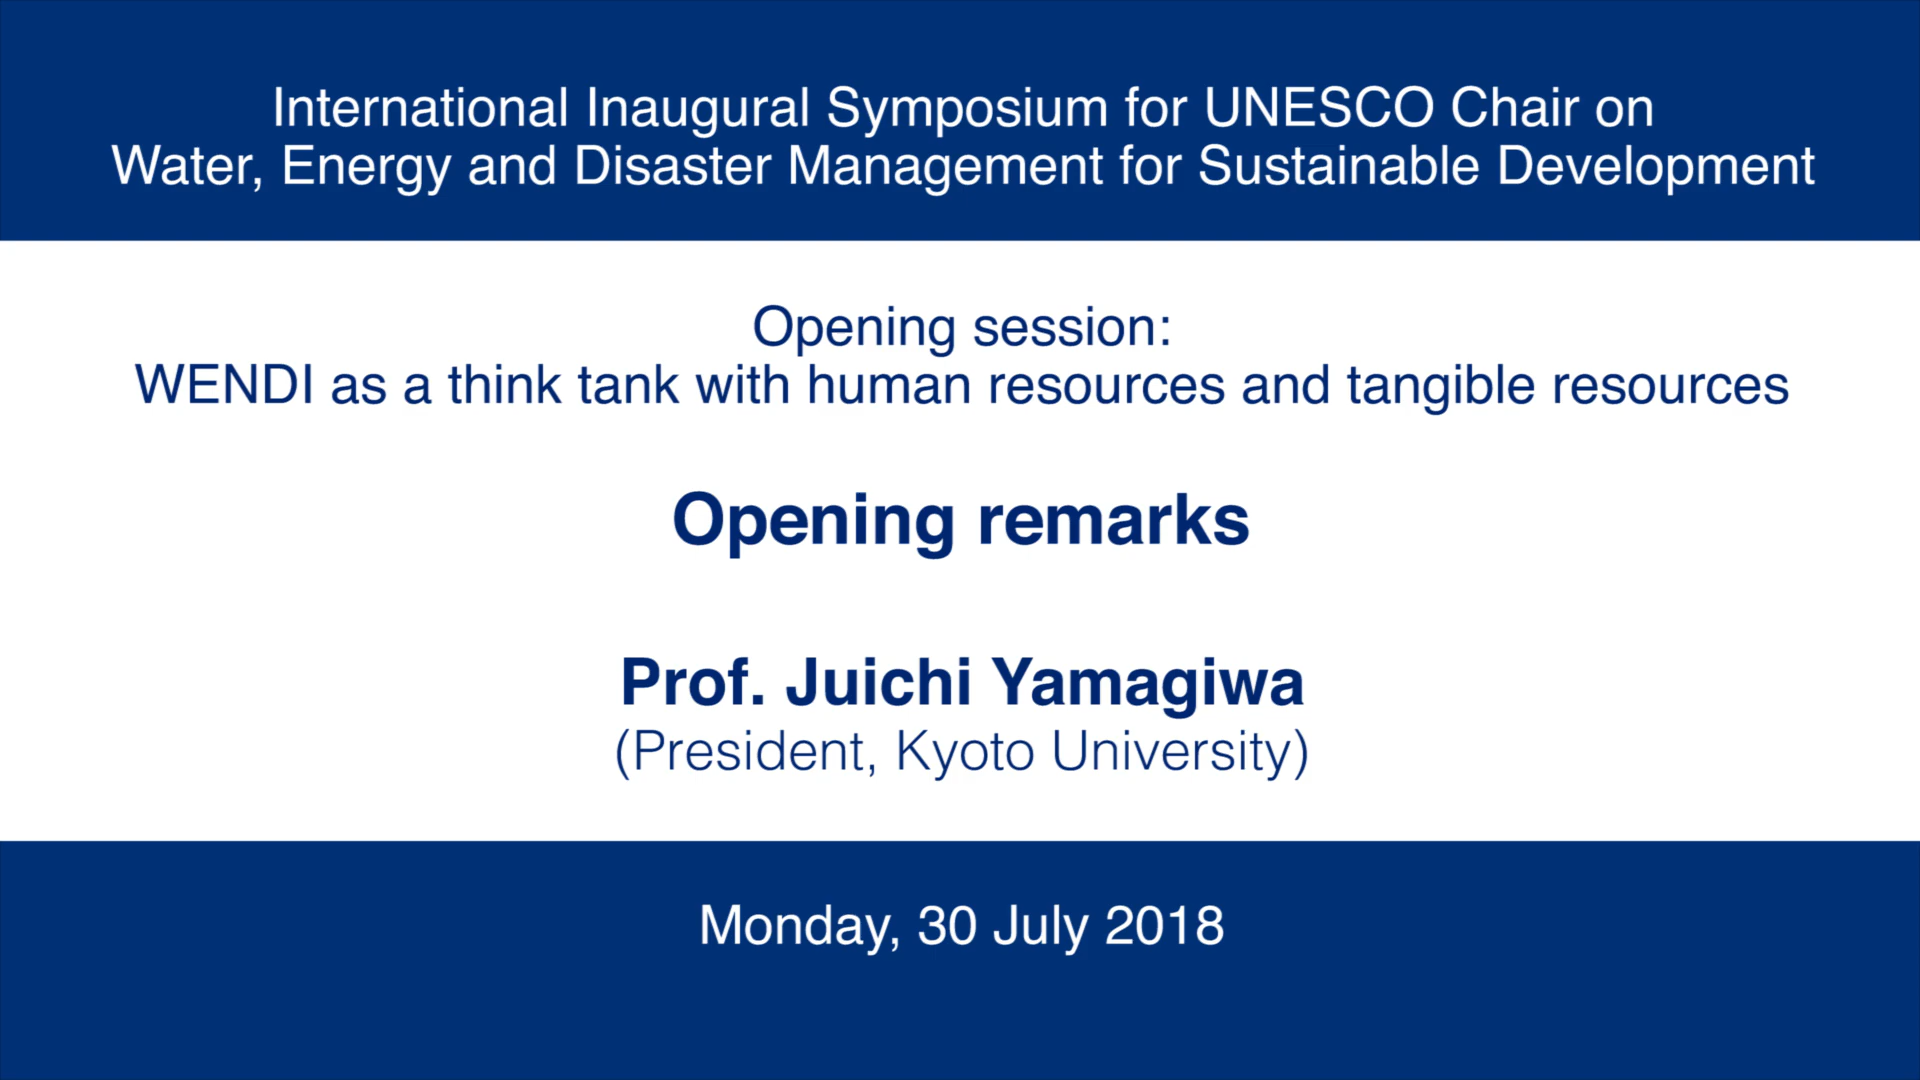 International Inaugural Symposium for UNESCO Chair on
Water, Energy and Disaster Management for Sustainable Development
Opening session:
WENDI as a think tank with human resources and tangible resources
Opening remarks
Prof. Juichi Yamagiwa
(President, Kyoto University)
Monday, 30 July 2018